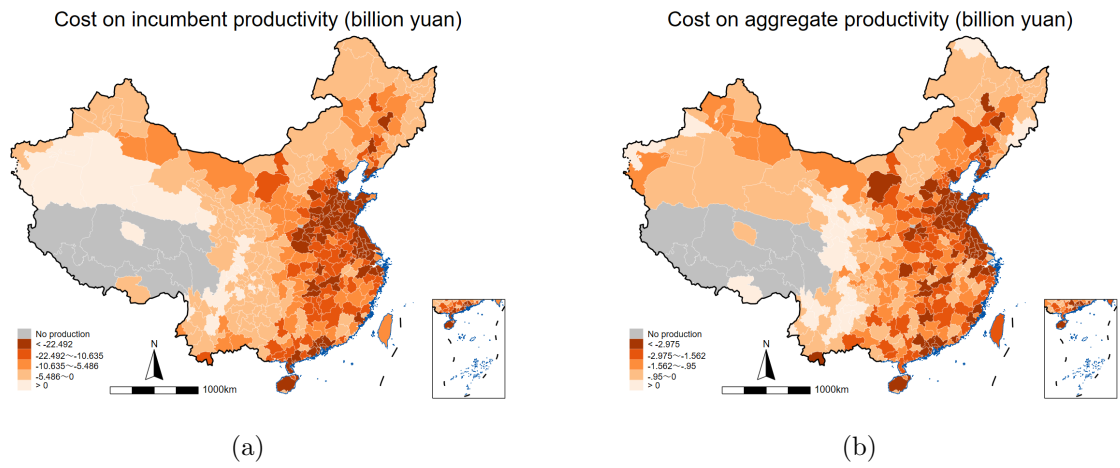 Cost on incumbent productivity (billion yuan)
No production
< -22.492
-22.492～-10.635
-10.635～-5.486
-5.486～0
> 0
N
1000km
(a)
Cost on aggregate productivity (billion yuan)
No production
< -2.975
-2.975～-1.562
-1.562～-.95
-.95～0
> 0
N
1000km
(b)